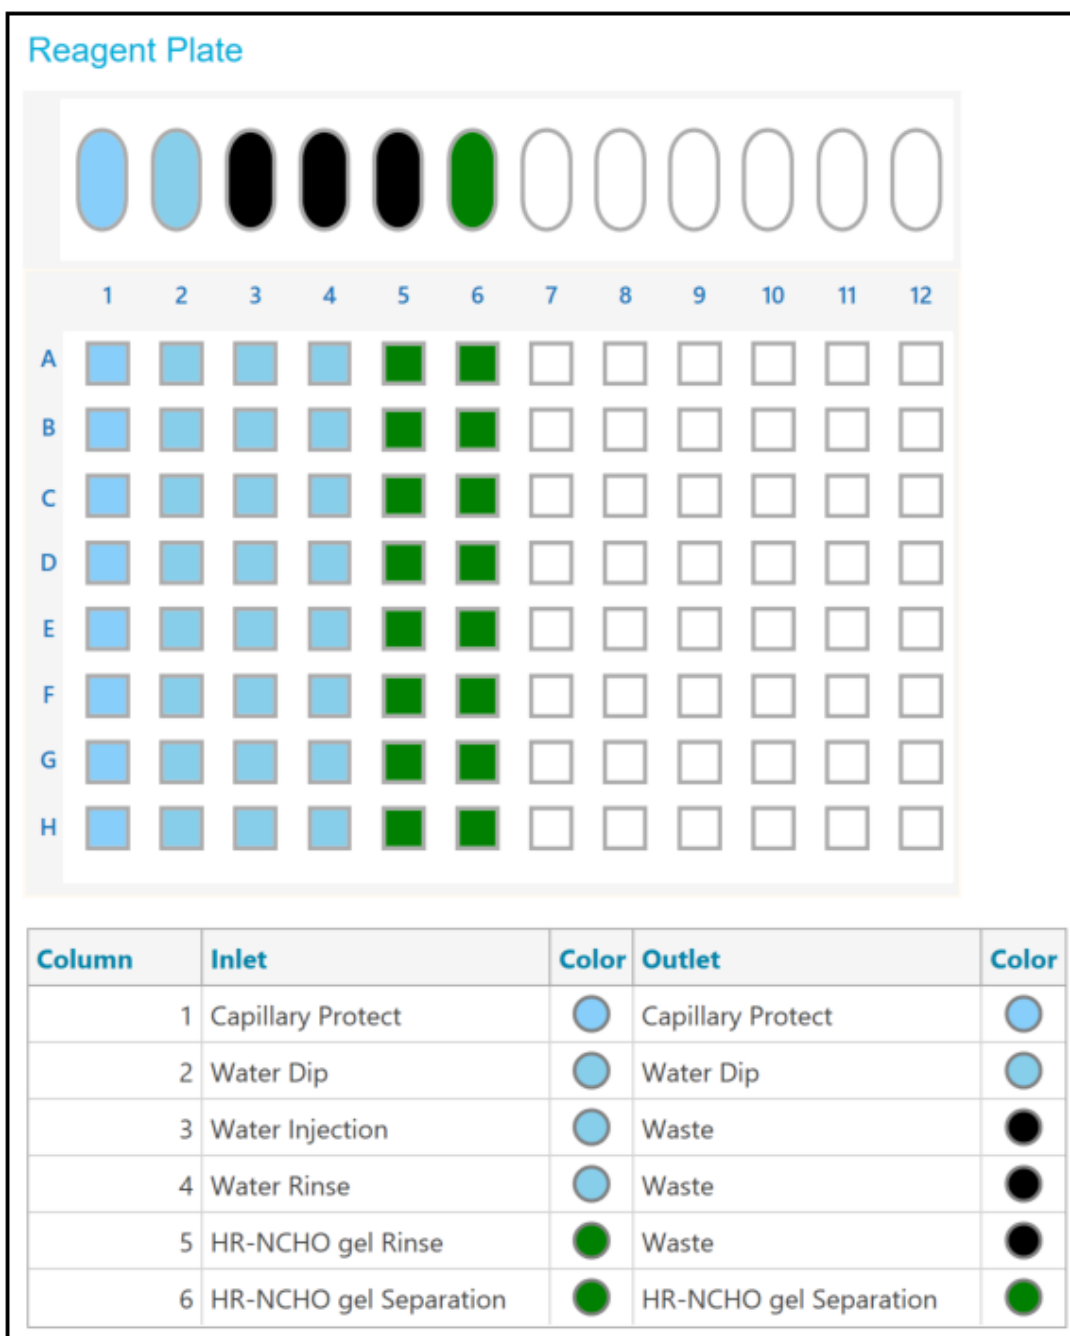 Reagent Plate
1 2 3 4 5 6 7 8 9 10 11 12
A
B
C
D
E
F
G
H
Column Inlet Color Outlet Color
1 Capillary Protect Capillary Protect
2 Water Dip Water Dip
3 Water Injection Waste
4 Water Rinse Waste
5 HR-NCHO gel Rinse Waste
6 HR-NCHO gel Separation HR-NCHO gel Separation